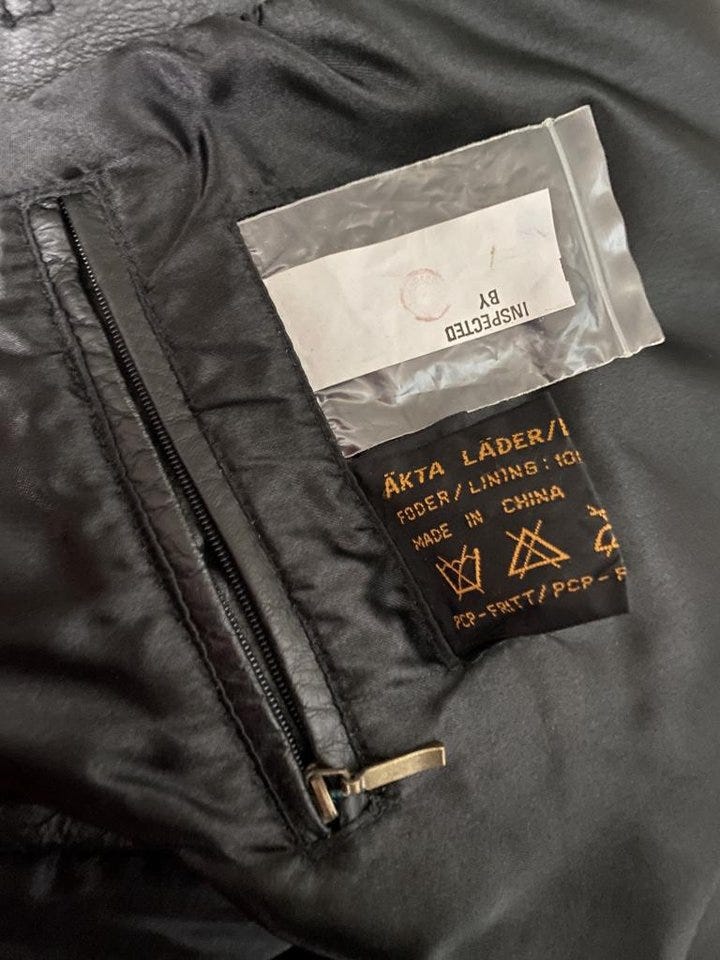 INSPECTED
BY
ÄKTA LÄDER/
FODER/LINING:10
MADE IN CHINA
PCP-FRITT/PCP-F